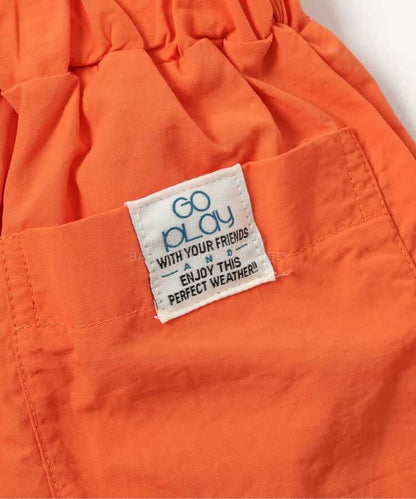 GO
PLAY
WITH YOUR FRIENDS
AND
ENJOY THIS
PERFECT WEATHER!!